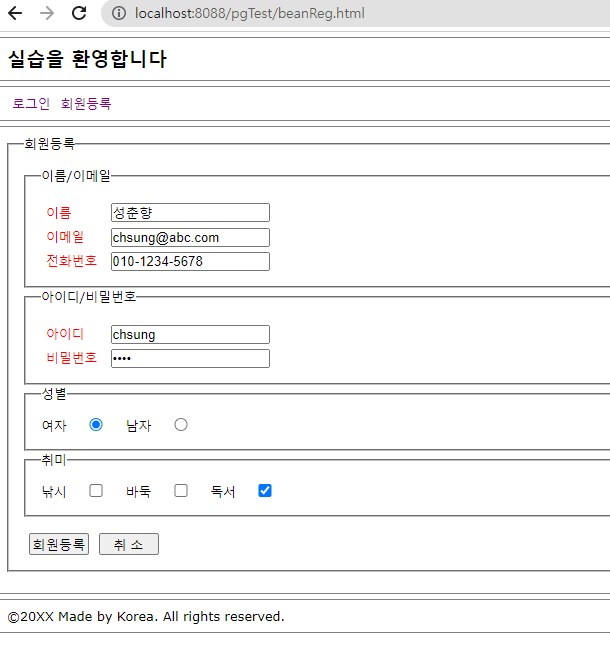 localhost:8088/pgTest/beanReg.html
실습을 환영합니다
로그인 회원등록
회원등록
이름/이메일
이름 성춘향
이메일 chsung@abc.com
전화번호 010-1234-5678
아이디/비밀번호
아이디 chsung
비밀번호 ••••
성별
여자 남자
취미
낚시 바둑 독서
회원등록 취 소
©20XX Made by Korea. All rights reserved.